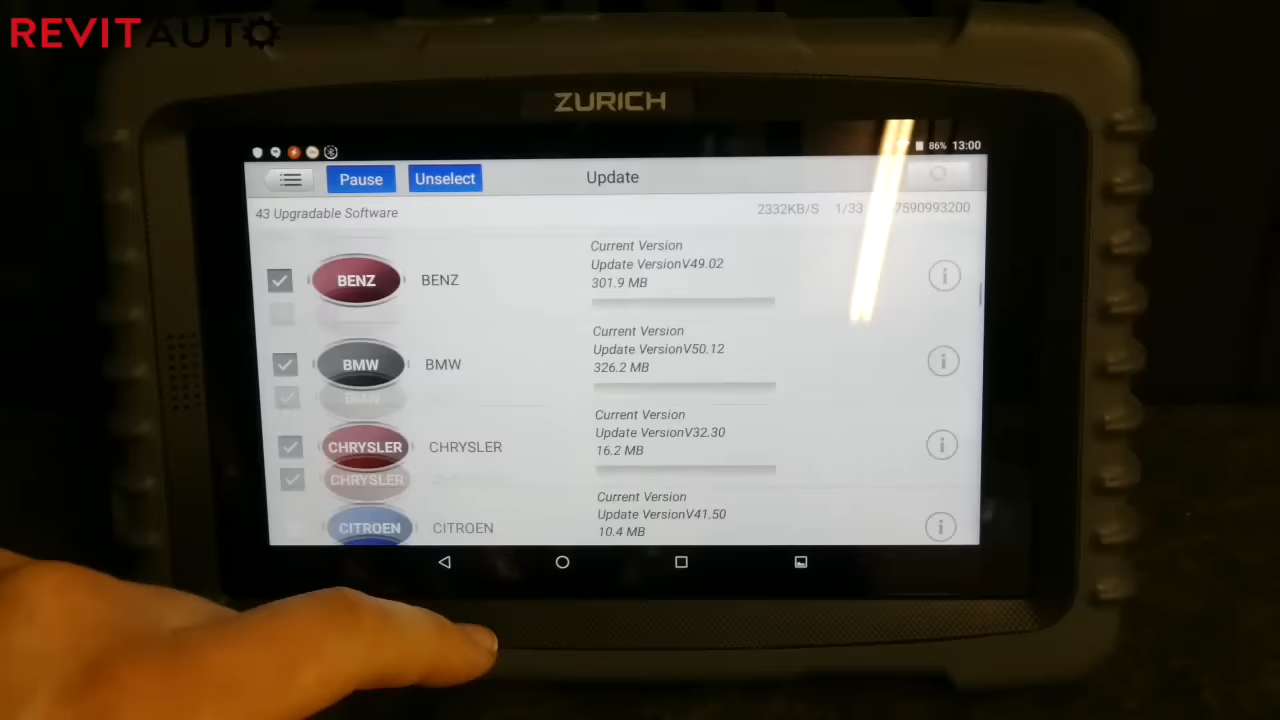 REVITAUTO
ZURICH
86% 13:00
Pause Unselect Update
43 Upgradable Software 2332KB/S 1/33 7590993200
Current Version
BENZ BENZ Update VersionV49.02
301.9 MB
Current Version
BMW BMW Update VersionV50.12
326.2 MB
Current Version
CHRYSLER CHRYSLER Update VersionV32.30
16.2 MB
CHRYSLER
Current Version
CITROEN CITROEN Update VersionV41.50
10.4 MB